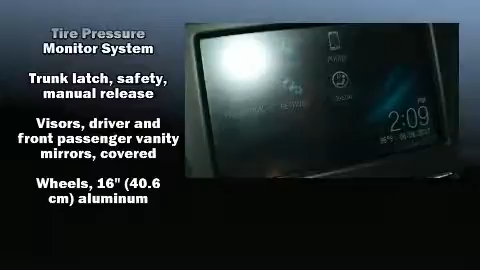 Tire Pressure
Monitor System
Trunk latch, safety,
manual release
Visors, driver and
front passenger vanity
mirrors, covered
Wheels, 16" (40.6
cm) aluminum
PM
2:09